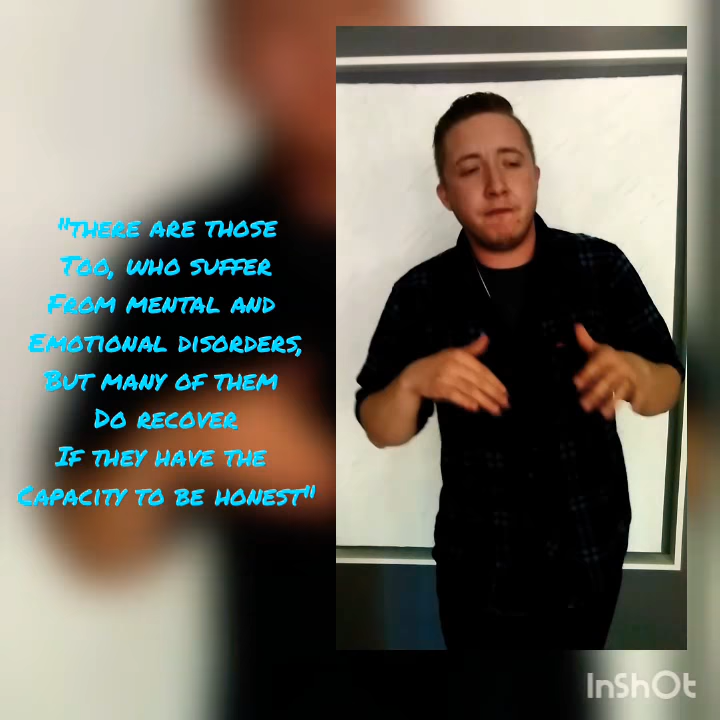 "THERE ARE THOSE
TOO, WHO SUFFER
FROM MENTAL AND
EMOTIONAL DISORDERS,
BUT MANY OF THEM
DO RECOVER
IF THEY HAVE THE
CAPACITY TO BE HONEST"
InShOt